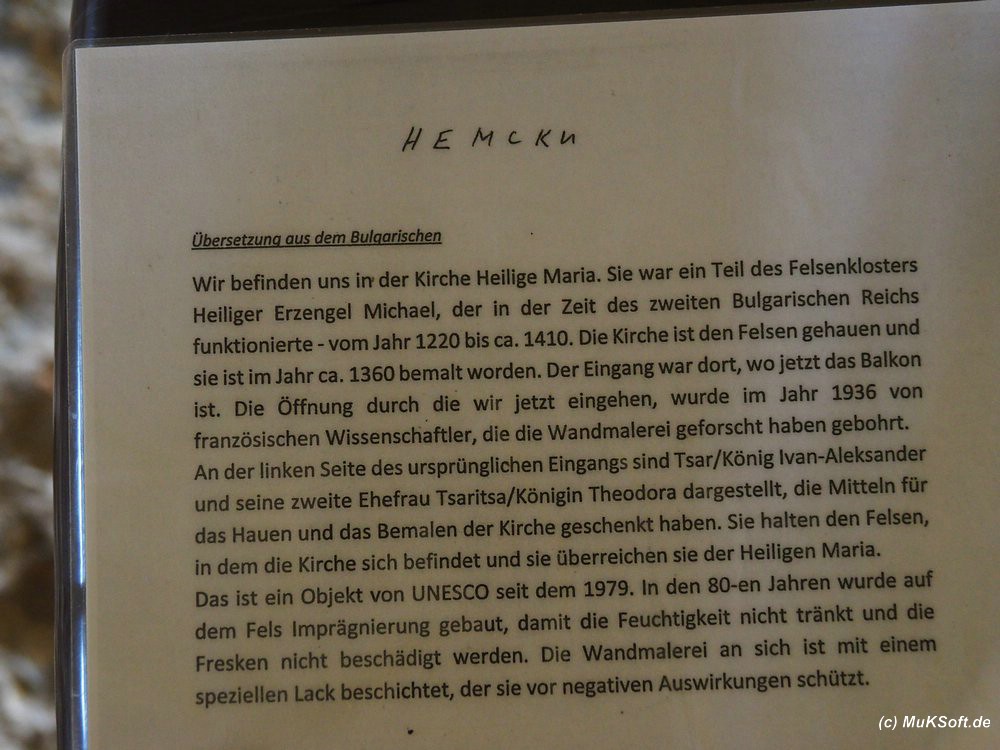 НЕМСКИ
Übersetzung aus dem Bulgarischen
Wir befinden uns in der Kirche Heilige Maria. Sie war ein Teil des Felsenklosters
Heiliger Erzengel Michael, der in der Zeit des zweiten Bulgarischen Reichs
funktionierte - vom Jahr 1220 bis ca. 1410. Die Kirche ist den Felsen gehauen und
sie ist im Jahr ca. 1360 bemalt worden. Der Eingang war dort, wo jetzt das Balkon
ist. Die Öffnung durch die wir jetzt eingehen, wurde im Jahr 1936 von
französischen Wissenschaftler, die die Wandmalerei geforscht haben gebohrt.
An der linken Seite des ursprünglichen Eingangs sind Tsar/König Ivan-Aleksander
und seine zweite Ehefrau Tsaritsa/Königin Theodora dargestellt, die Mitteln für
das Hauen und das Bemalen der Kirche geschenkt haben. Sie halten den Felsen,
in dem die Kirche sich befindet und sie überreichen sie der Heiligen Maria.
Das ist ein Objekt von UNESCO seit dem 1979. In den 80-en Jahren wurde auf
dem Fels Imprägnierung gebaut, damit die Feuchtigkeit nicht tränkt und die
Fresken nicht beschädigt werden. Die Wandmalerei an sich ist mit einem
speziellen Lack beschichtet, der sie vor negativen Auswirkungen schützt.
(c) MuKSoft.de